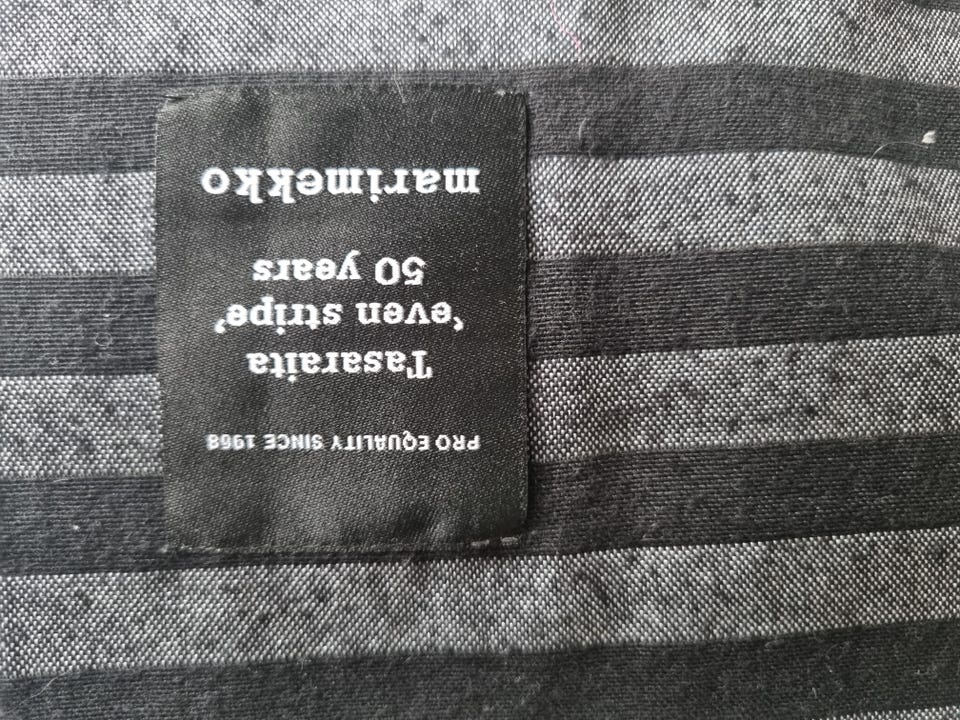 PRO EQUALITY SINCE 1968
Tasaraita
'even stripe'
50 years
marimekko